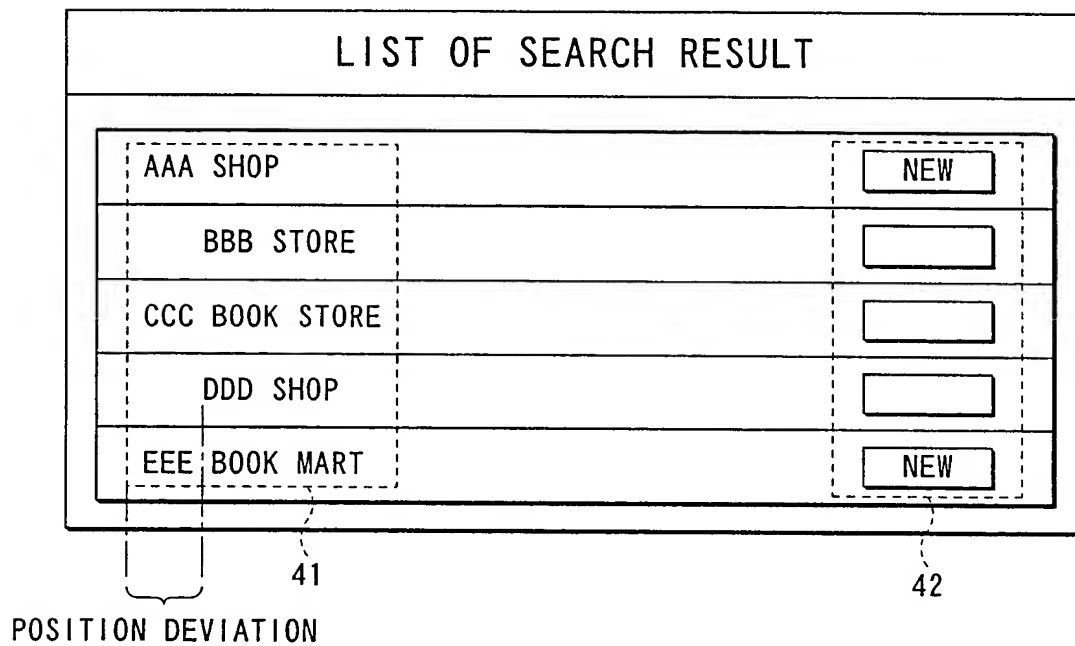 LIST OF SEARCH RESULT
AAA SHOP NEW
BBB STORE
CCC BOOK STORE
DDD SHOP
EEE BOOK MART NEW
41
42
POSITION DEVIATION